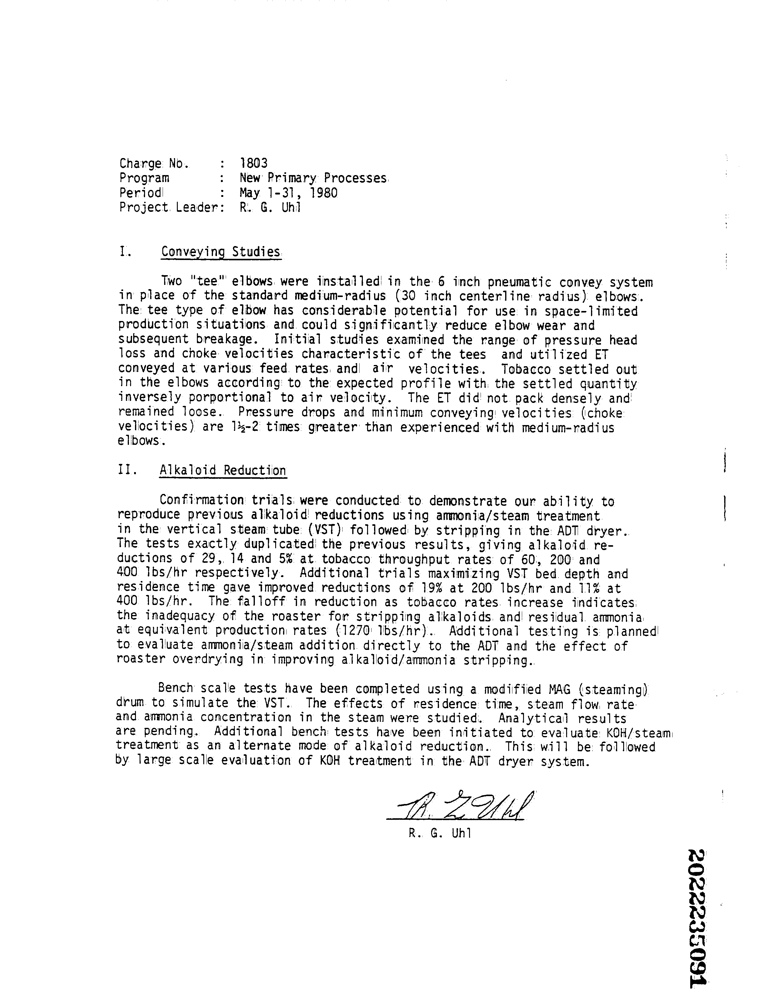 Charge No. : 1803
Program : New Primary Processes
Period : May 1-31, 1980
Project Leader: R. G. Uhl
I. Conveying Studies
Two "tee" elbows were installed in the 6 inch pneumatic convey system
in place of the standard medium-radius (30 inch centerline radius) elbows.
The tee type of elbow has considerable potential for use in space-limited
production situations and could significantly reduce elbow wear and
subsequent breakage. Initial studies examined the range of pressure head
loss and choke velocities characteristic of the tees and utilized ET
conveyed at various feed rates and air velocities. Tobacco settled out
in the elbows according to the expected profile with the settled quantity
inversely porportional to air velocity. The ET did not pack densely and
remained loose. Pressure drops and minimum conveying velocities (choke
velocities) are 1½-2 times greater than experienced with medium-radius
elbows.
II. Alkaloid Reduction
Confirmation trials were conducted to demonstrate our ability to
reproduce previous alkaloid reductions using ammonia/steam treatment
in the vertical steam tube (VST) followed by stripping in the ADT dryer.
The tests exactly duplicated the previous results, giving alkaloid re-
ductions of 29, 14 and 5% at tobacco throughput rates of 60, 200 and
400 lbs/hr respectively. Additional trials maximizing VST bed depth and
residence time gave improved reductions of 19% at 200 lbs/hr and 11% at
400 lbs/hr. The falloff in reduction as tobacco rates increase indicates
the inadequacy of the roaster for stripping alkaloids and residual ammonia
at equivalent production rates (1270 lbs/hr). Additional testing is planned
to evaluate ammonia/steam addition directly to the ADT and the effect of
roaster overdrying in improving alkaloid/ammonia stripping.
Bench scale tests have been completed using a modified MAG (steaming)
drum to simulate the VST. The effects of residence time, steam flow rate
and ammonia concentration in the steam were studied. Analytical results
are pending. Additional bench tests have been initiated to evaluate KOH/steam
treatment as an alternate mode of alkaloid reduction. This will be followed
by large scale evaluation of KOH treatment in the ADT dryer system.
R. G. Uhl
R. G. Uhl
2022235091